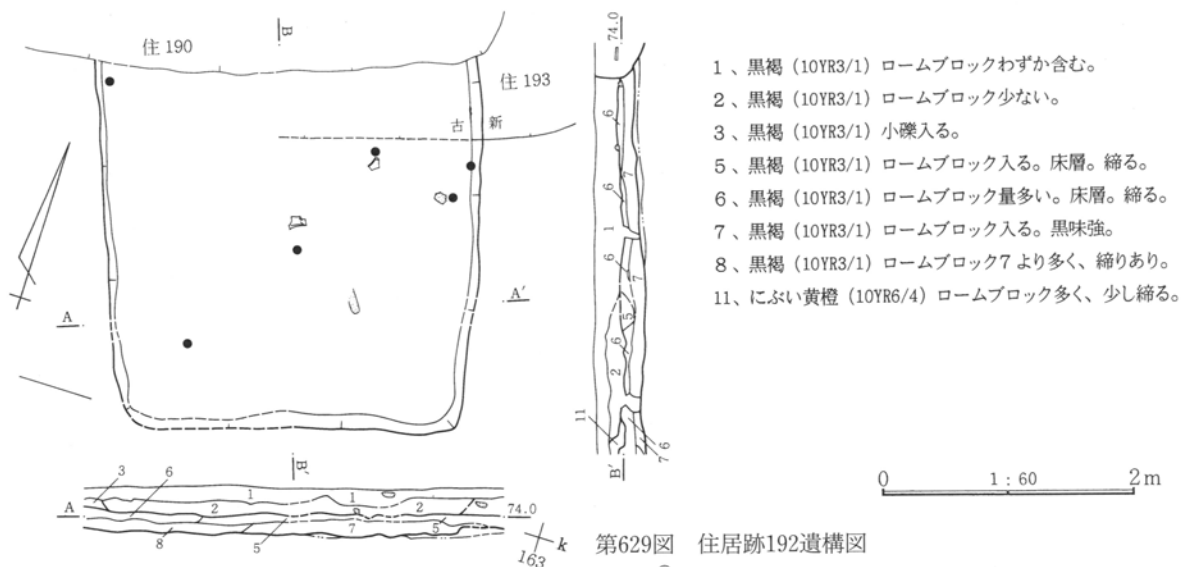 B
住 190
住 193
古 新
A
A'
B'
3
6
1
1
2
2
A
74.0
5
7
5
8
163
k
74.0
6
7
6
1
6
7
5
6
2
11
B'
7 6
1、黒褐（10YR3/1）ロームブロックわずか含む。
2、黒褐（10YR3/1）ロームブロック少ない。
3、黒褐（10YR3/1）小礫入る。
5、黒褐（10YR3/1）ロームブロック入る。床層。締る。
6、黒褐（10YR3/1）ロームブロック量多い。床層。締る。
7、黒褐（10YR3/1）ロームブロック入る。黒味強。
8、黒褐（10YR3/1）ロームブロック7より多く、締りあり。
11、にぶい黄橙（10YR6/4）ロームブロック多く、少し締る。
0 1：60 2m
第629図 住居跡192遺構図